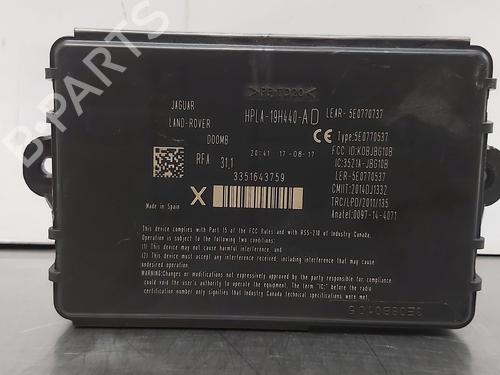 >PE-TD20<
JAGUAR
LAND-ROVER
D00MB
HPLA-19H440-AD
LEAR- 5E0770737
CE Type:5E0770537
FCC ID:KOBJBG10B
IC:3521A-JBG10B
LER-5E0770537
CMIIT:2014DJ1332
TRC/LPD/2011/135
Anatel:0097-14-4071
20:41 17-08-17
RFA 31,1
3351643759
X
Made in Spain
This device complies with Part 15 of the FCC Rules and with RSS-210 of Industry Canada.
Operation is subject to the following two conditions:
(1) This device may not cause harmful interference, and
(2) This device must accept any interference received, including interference
that may cause undesired operation.
WARNING:Changes or modifications not expressively approved by the party responsible for compliance
could void the user's authority to operate the equipment. The term "IC:" before the radio
certification number only signifies that Industry Canada technical specifications were met.
B-PARTS